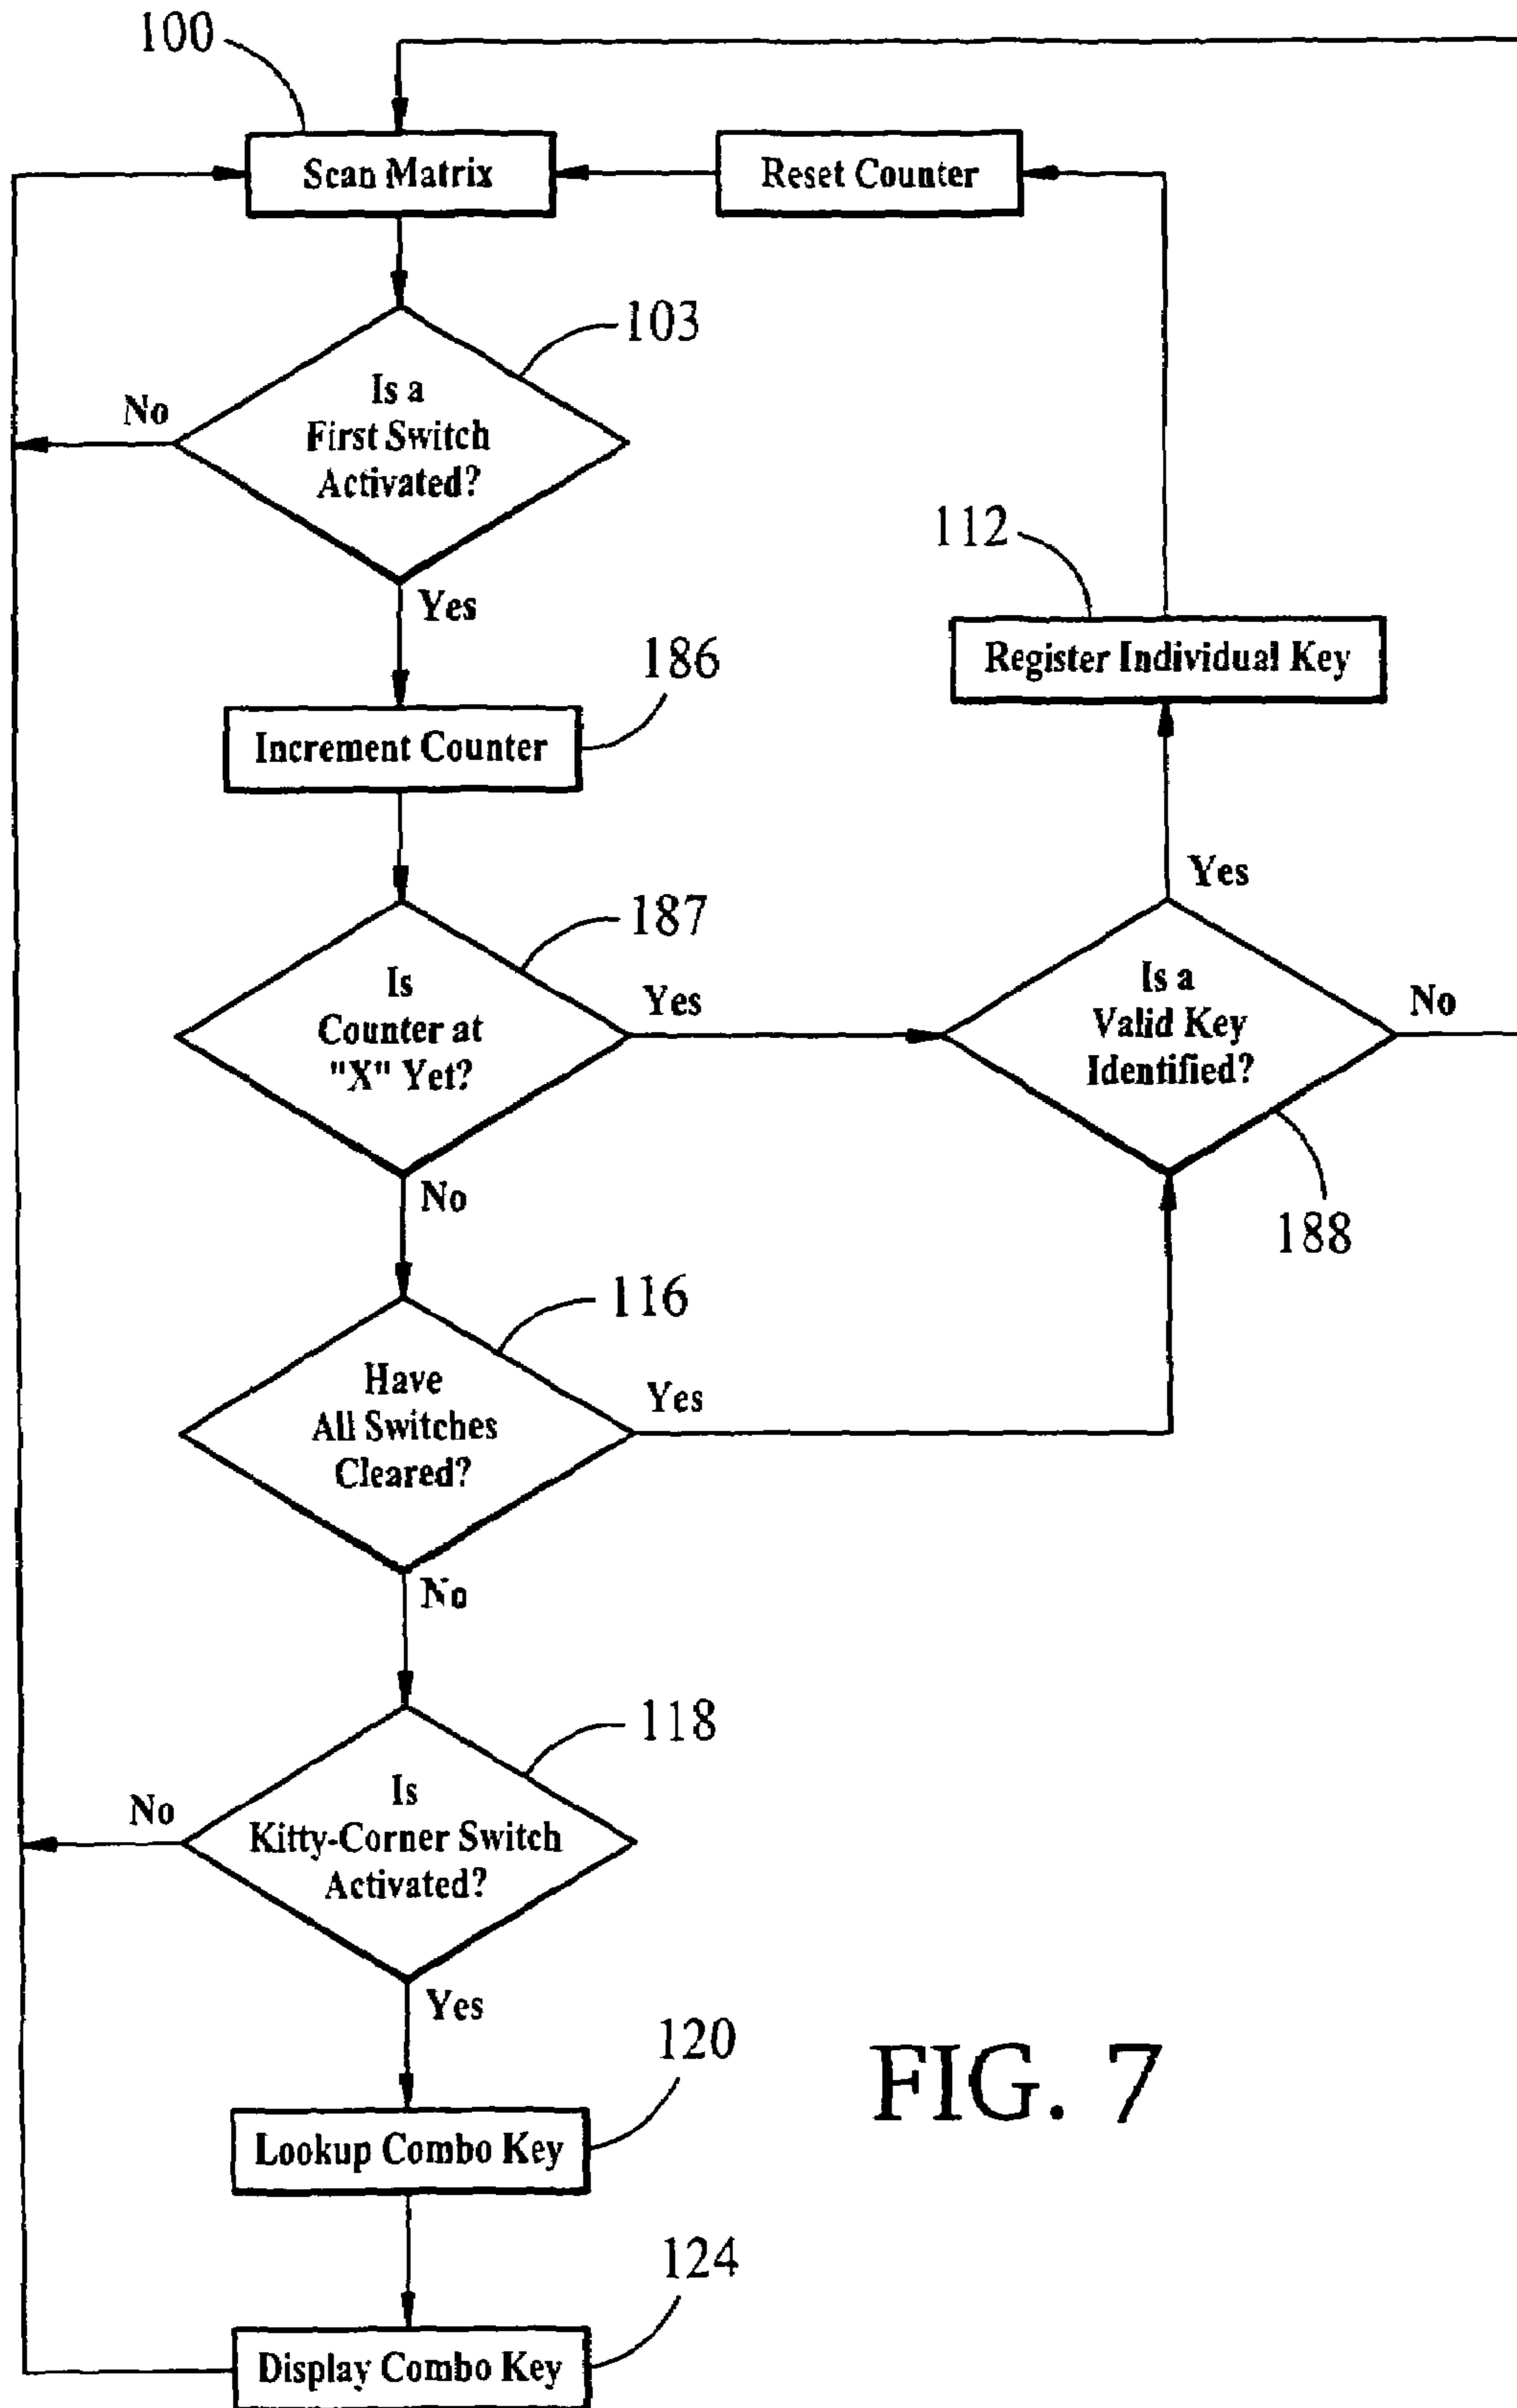 100
Scan Matrix
Reset Counter
103
No
Is a
First Switch
Activated?
Yes
112
Register Individual Key
186
Increment Counter
Yes
187
Is
Counter at
"X" Yet?
Yes
Is a
Valid Key
Identified?
No
No
188
116
Have
All Switches
Cleared?
Yes
No
118
No
Is
Kitty-Corner Switch
Activated?
Yes
120
Lookup Combo Key
FIG. 7
124
Display Combo Key